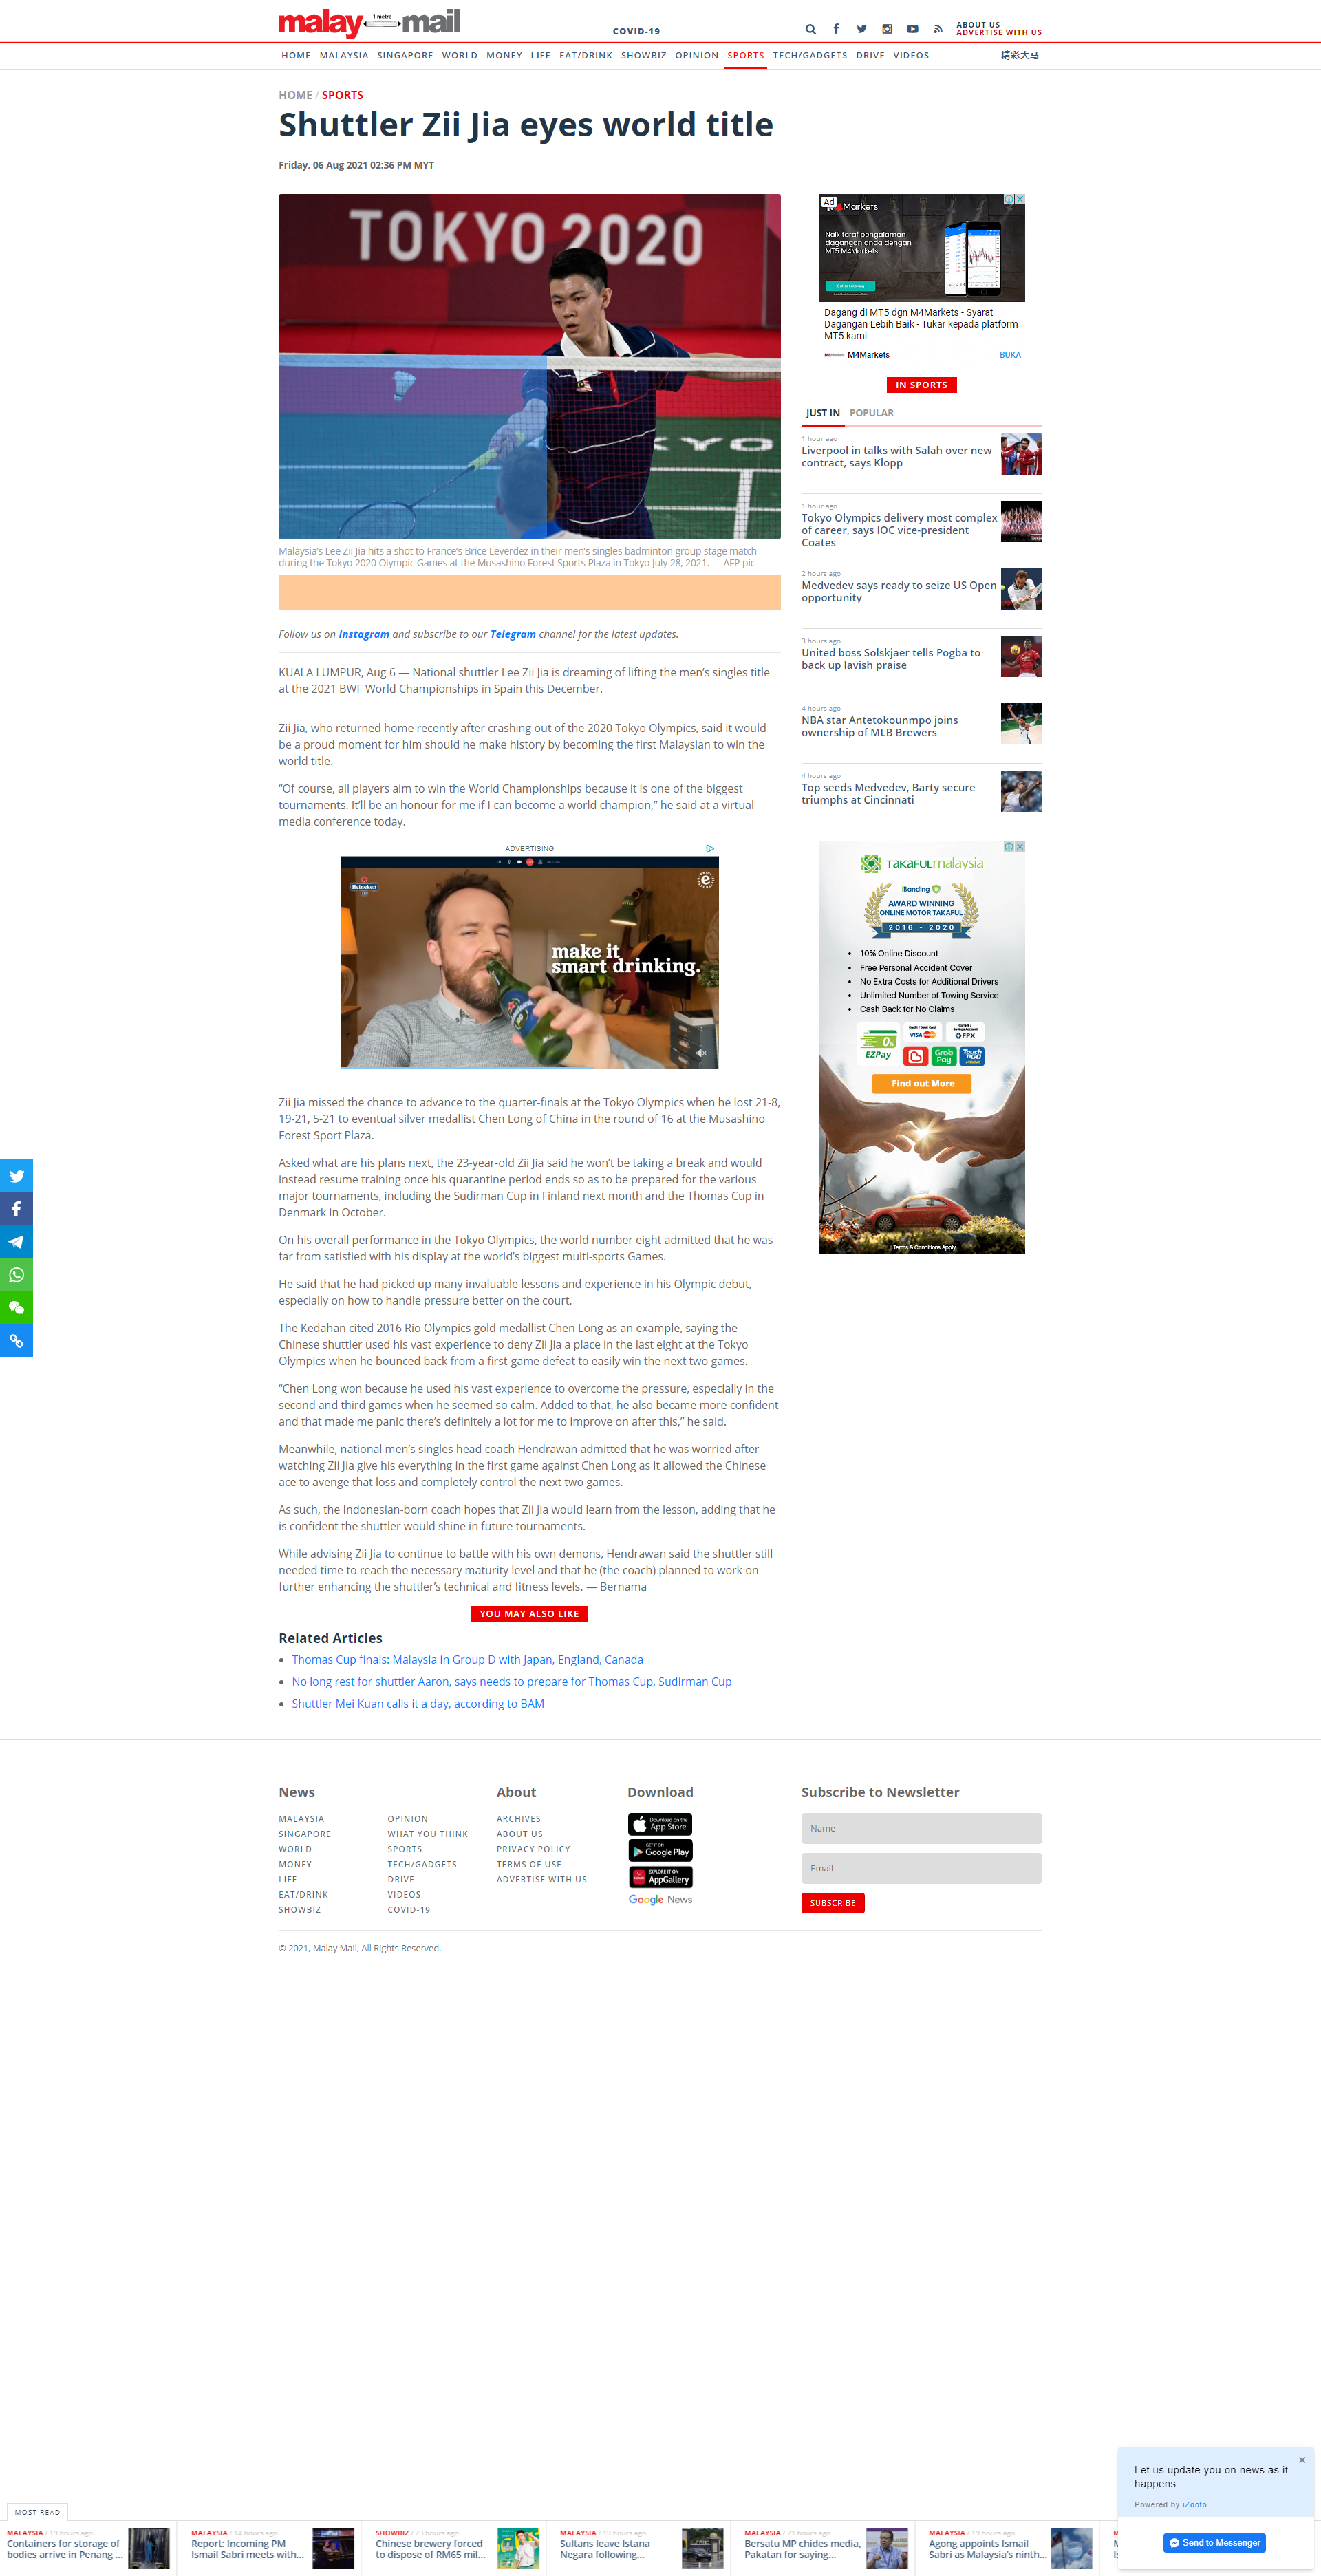 malay mail
1 metre
COVID-19
ABOUT US
ADVERTISE WITH US
HOME MALAYSIA SINGAPORE WORLD MONEY LIFE EAT/DRINK SHOWBIZ OPINION SPORTS TECH/GADGETS DRIVE VIDEOS 精彩大马
HOME / SPORTS
Shuttler Zii Jia eyes world title
Friday, 06 Aug 2021 02:36 PM MYT
TOKYO 2020
KYO
Malaysia's Lee Zii Jia hits a shot to France's Brice Leverdez in their men's singles badminton group stage match
during the Tokyo 2020 Olympic Games at the Musashino Forest Sports Plaza in Tokyo July 28, 2021. — AFP pic
Follow us on Instagram and subscribe to our Telegram channel for the latest updates.
KUALA LUMPUR, Aug 6 — National shuttler Lee Zii Jia is dreaming of lifting the men's singles title
at the 2021 BWF World Championships in Spain this December.
Zii Jia, who returned home recently after crashing out of the 2020 Tokyo Olympics, said it would
be a proud moment for him should he make history by becoming the first Malaysian to win the
world title.
“Of course, all players aim to win the World Championships because it is one of the biggest
tournaments. It'll be an honour for me if I can become a world champion,” he said at a virtual
media conference today.
ADVERTISING
Heineken
make it
smart drinking.
Zii Jia missed the chance to advance to the quarter-finals at the Tokyo Olympics when he lost 21-8,
19-21, 5-21 to eventual silver medallist Chen Long of China in the round of 16 at the Musashino
Forest Sport Plaza.
Asked what are his plans next, the 23-year-old Zii Jia said he won't be taking a break and would
instead resume training once his quarantine period ends so as to be prepared for the various
major tournaments, including the Sudirman Cup in Finland next month and the Thomas Cup in
Denmark in October.
On his overall performance in the Tokyo Olympics, the world number eight admitted that he was
far from satisfied with his display at the world's biggest multi-sports Games.
He said that he had picked up many invaluable lessons and experience in his Olympic debut,
especially on how to handle pressure better on the court.
The Kedahan cited 2016 Rio Olympics gold medallist Chen Long as an example, saying the
Chinese shuttler used his vast experience to deny Zii Jia a place in the last eight at the Tokyo
Olympics when he bounced back from a first-game defeat to easily win the next two games.
“Chen Long won because he used his vast experience to overcome the pressure, especially in the
second and third games when he seemed so calm. Added to that, he also became more confident
and that made me panic there's definitely a lot for me to improve on after this,” he said.
Meanwhile, national men's singles head coach Hendrawan admitted that he was worried after
watching Zii Jia give his everything in the first game against Chen Long as it allowed the Chinese
ace to avenge that loss and completely control the next two games.
As such, the Indonesian-born coach hopes that Zii Jia would learn from the lesson, adding that he
is confident the shuttler would shine in future tournaments.
While advising Zii Jia to continue to battle with his own demons, Hendrawan said the shuttler still
needed time to reach the necessary maturity level and that he (the coach) planned to work on
further enhancing the shuttler's technical and fitness levels. — Bernama
YOU MAY ALSO LIKE
Related Articles
• Thomas Cup finals: Malaysia in Group D with Japan, England, Canada
• No long rest for shuttler Aaron, says needs to prepare for Thomas Cup, Sudirman Cup
• Shuttler Mei Kuan calls it a day, according to BAM
Ad
M4Markets
Naik taraf pengalaman
dagangan anda dengan
MT5 M4Markets
Dagang di MT5 dgn M4Markets - Syarat
Dagangan Lebih Baik - Tukar kepada platform
MT5 kami
M4Markets BUKA
IN SPORTS
JUST IN POPULAR
1 hour ago
Liverpool in talks with Salah over new
contract, says Klopp
1 hour ago
Tokyo Olympics delivery most complex
of career, says IOC vice-president
Coates
2 hours ago
Medvedev says ready to seize US Open
opportunity
3 hours ago
United boss Solskjaer tells Pogba to
back up lavish praise
4 hours ago
NBA star Antetokounmpo joins
ownership of MLB Brewers
4 hours ago
Top seeds Medvedev, Barty secure
triumphs at Cincinnati
TAKAFULmalaysia
iBanding
AWARD WINNING
ONLINE MOTOR TAKAFUL
2016 - 2020
• 10% Online Discount
• Free Personal Accident Cover
• No Extra Costs for Additional Drivers
• Unlimited Number of Towing Service
• Cash Back for No Claims
0%
EZPay
VISA
FPX
Grab
Pay
Touch
Find out More
Terms & Conditions Apply
News
MALAYSIA
SINGAPORE
WORLD
MONEY
LIFE
EAT/DRINK
SHOWBIZ
OPINION
WHAT YOU THINK
SPORTS
TECH/GADGETS
DRIVE
VIDEOS
COVID-19
About
ARCHIVES
ABOUT US
PRIVACY POLICY
TERMS OF USE
ADVERTISE WITH US
Download
Download on the
App Store
GET IT ON
Google Play
EXPLORE IT ON
AppGallery
Google News
Subscribe to Newsletter
Name
Email
SUBSCRIBE
© 2021, Malay Mail, All Rights Reserved.
Let us update you on news as it
happens.
Powered by iZooto
Send to Messenger
MOST READ
MALAYSIA / 19 hours ago
Containers for storage of
bodies arrive in Penang ...
MALAYSIA / 14 hours ago
Report: Incoming PM
Ismail Sabri meets with...
SHOWBIZ / 23 hours ago
Chinese brewery forced
to dispose of RM65 mil...
MALAYSIA / 19 hours ago
Sultans leave Istana
Negara following...
MALAYSIA / 21 hours ago
Bersatu MP chides media,
Pakatan for saying...
MALAYSIA / 19 hours ago
Agong appoints Ismail
Sabri as Malaysia's ninth...